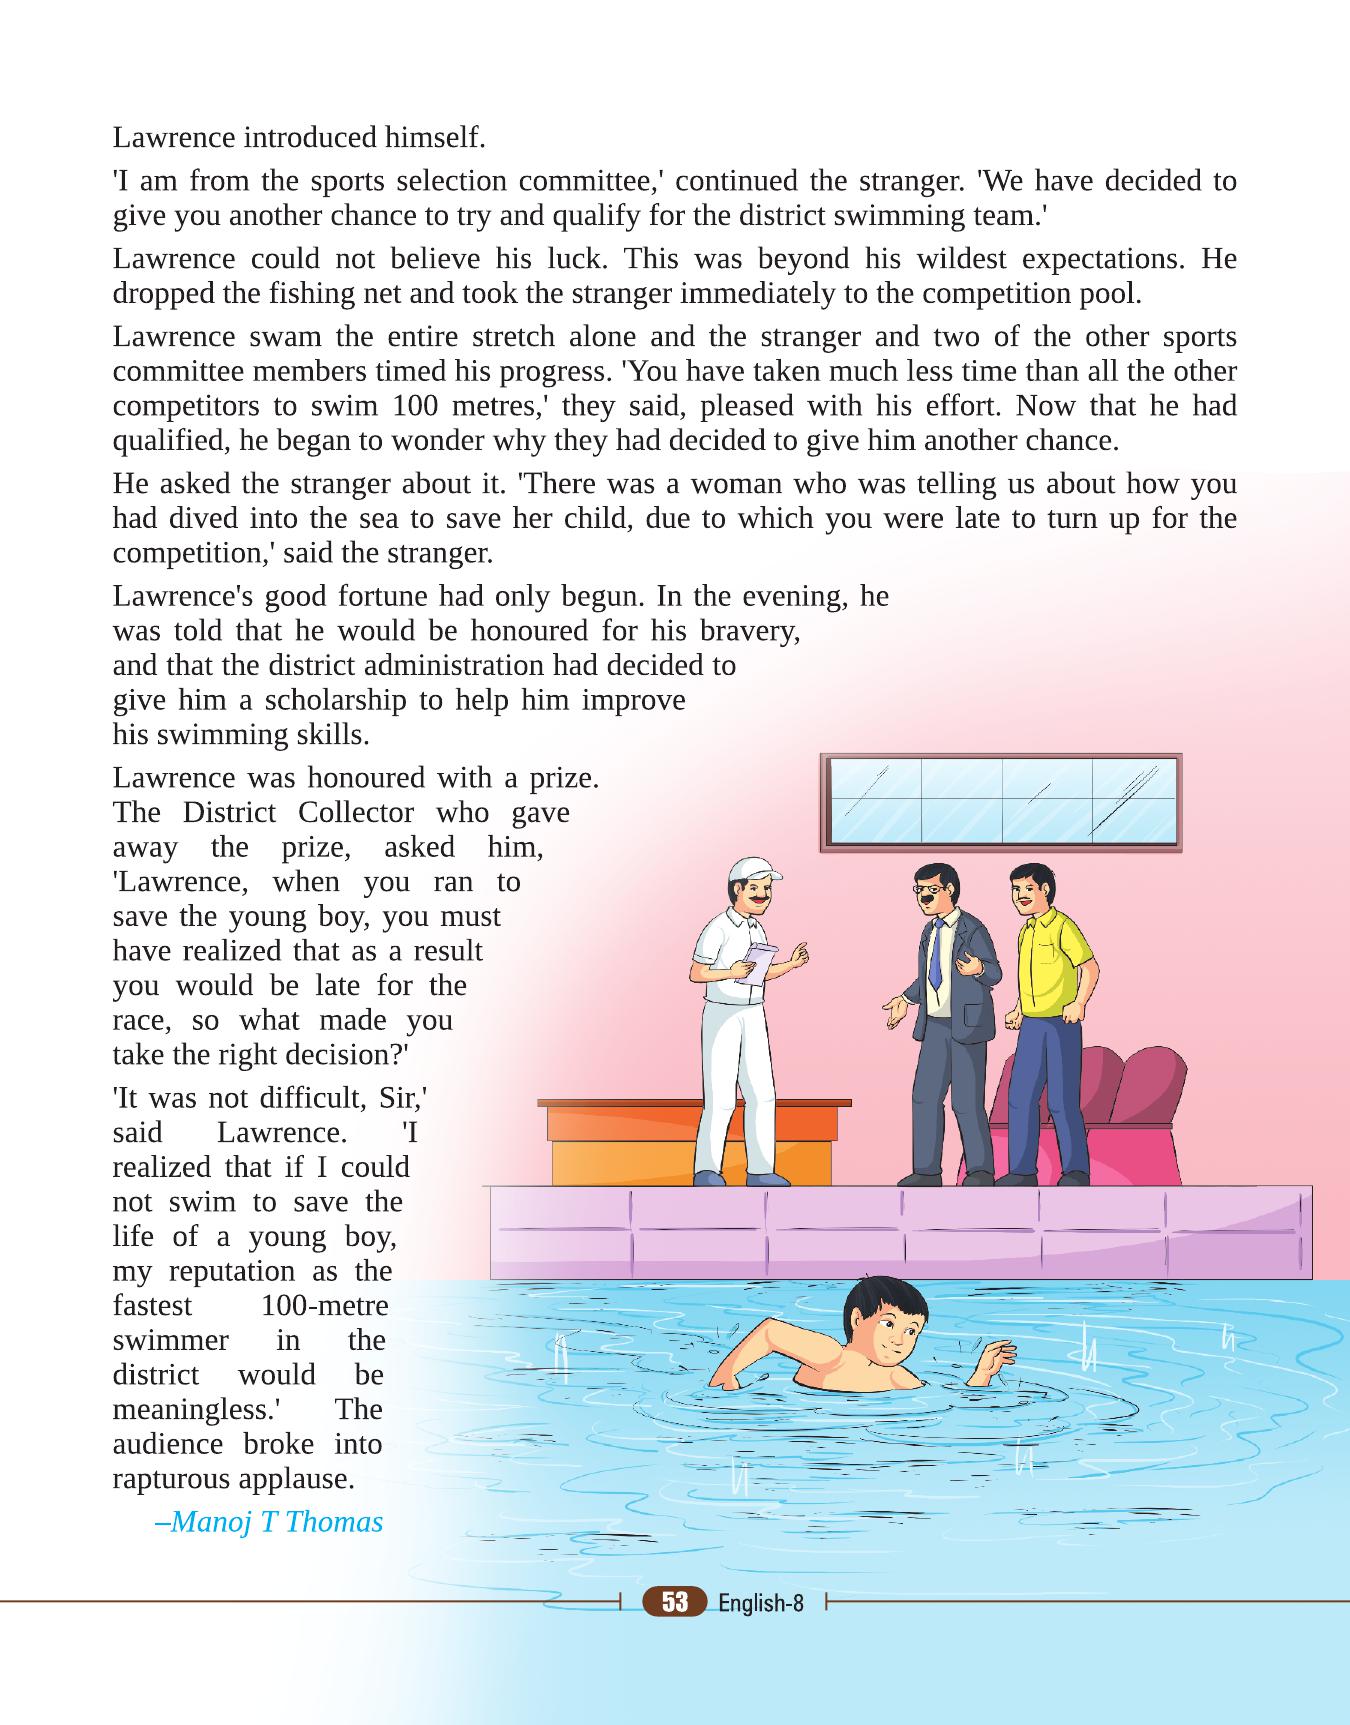 Lawrence introduced himself.
'I am from the sports selection committee,' continued the stranger. 'We have decided to
give you another chance to try and qualify for the district swimming team.'
Lawrence could not believe his luck. This was beyond his wildest expectations. He
dropped the fishing net and took the stranger immediately to the competition pool.
Lawrence swam the entire stretch alone and the stranger and two of the other sports
committee members timed his progress. 'You have taken much less time than all the other
competitors to swim 100 metres,' they said, pleased with his effort. Now that he had
qualified, he began to wonder why they had decided to give him another chance.
He asked the stranger about it. 'There was a woman who was telling us about how you
had dived into the sea to save her child, due to which you were late to turn up for the
competition,' said the stranger.
Lawrence's good fortune had only begun. In the evening, he
was told that he would be honoured for his bravery,
and that the district administration had decided to
give him a scholarship to help him improve
his swimming skills.
Lawrence was honoured with a prize.
The District Collector who gave
away the prize, asked him,
'Lawrence, when you ran to
save the young boy, you must
have realized that as a result
you would be late for the
race, so what made you
take the right decision?'
'It was not difficult, Sir,'
said Lawrence. 'I
realized that if I could
not swim to save the
life of a young boy,
my reputation as the
fastest 100-metre
swimmer in the
district would be
meaningless.' The
audience broke into
rapturous applause.
–Manoj T Thomas
53 English-8